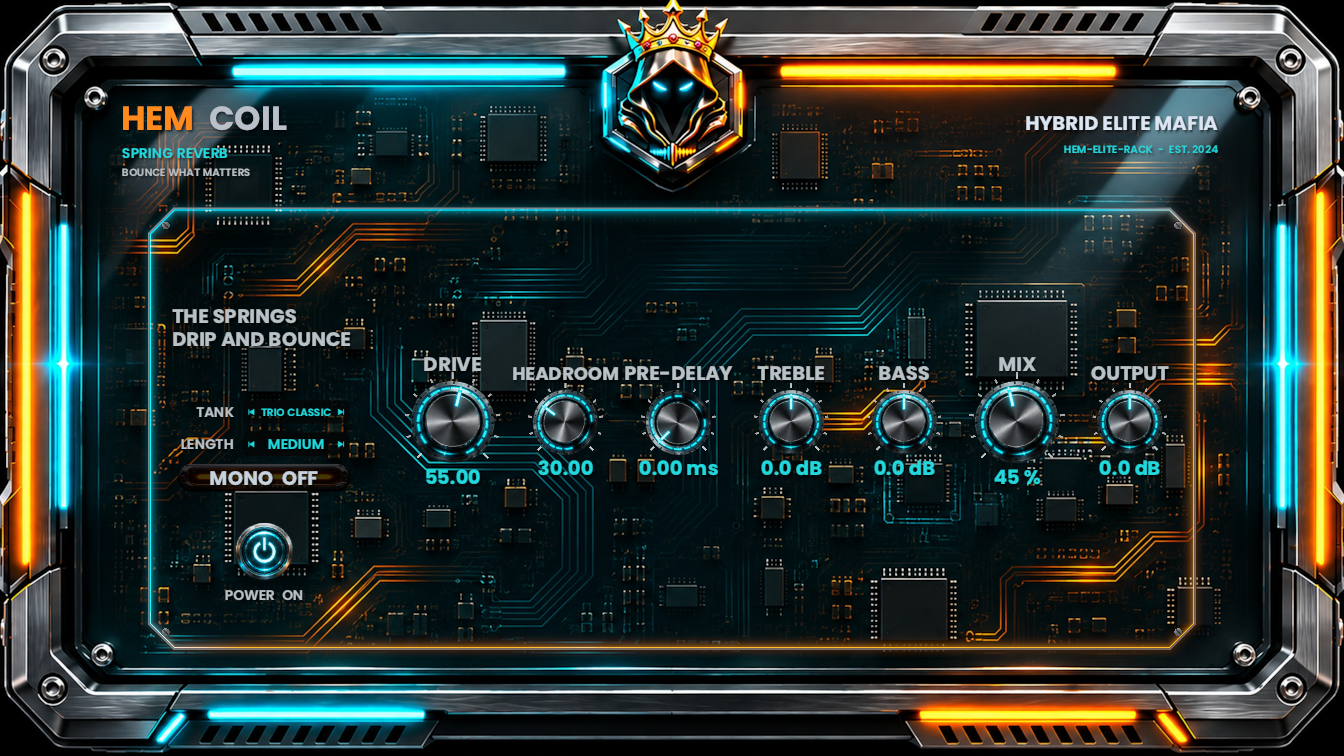 HEM COIL
SPRING REVERB
BOUNCE WHAT MATTERS
HYBRID ELITE MAFIA
HEM-ELITE-RACK - EST. 2024
THE SPRINGS
DRIP AND BOUNCE
TANK TRIO CLASSIC
LENGTH MEDIUM
MONO OFF
POWER ON
DRIVE
55.00
HEADROOM
30.00
PRE-DELAY
0.00 ms
TREBLE
0.0 dB
BASS
0.0 dB
MIX
45 %
OUTPUT
0.0 dB